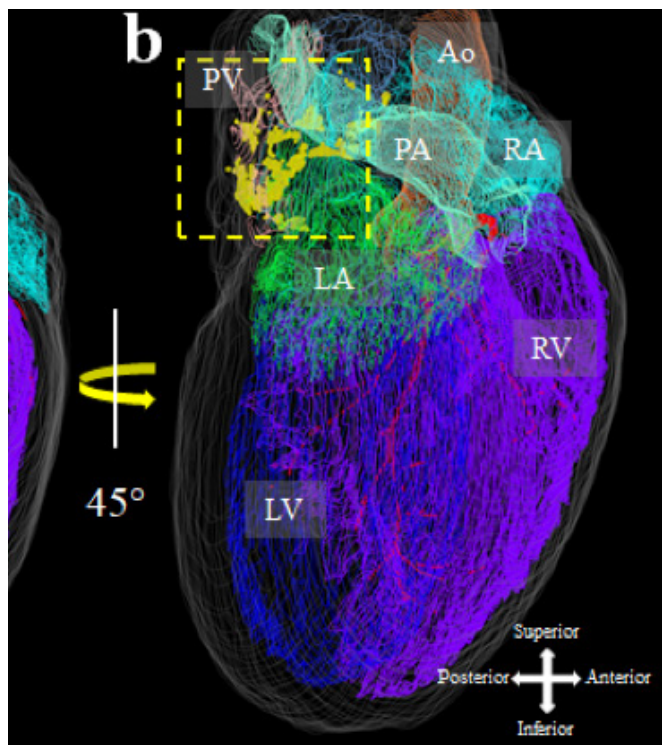 b
PV
Ao
PA
RA
LA
RV
45°
LV
Superior
Posterior
Anterior
Inferior